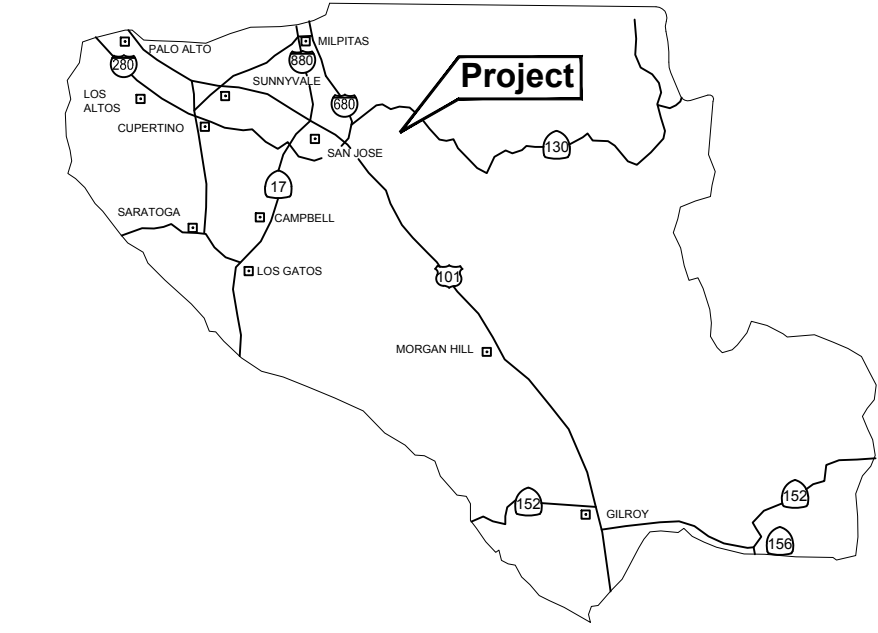 PALO ALTO
MILPITAS
280
880
SUNNYVALE
Project
LOS
ALTOS
680
CUPERTINO
130
SAN JOSE
17
SARATOGA
CAMPBELL
LOS GATOS
101
MORGAN HILL
152
152
GILROY
156